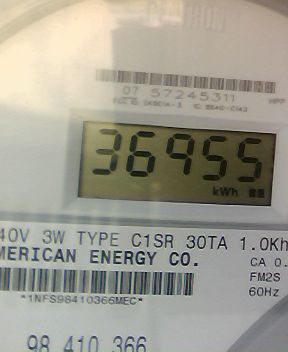 07 57245311
36955
kWh
40V 3W TYPE C1SR 30TA 1.0Kh
MERICAN ENERGY CO.
CA 0.
FM2S
60Hz
*1NFS98410366MEC*
98 410 366